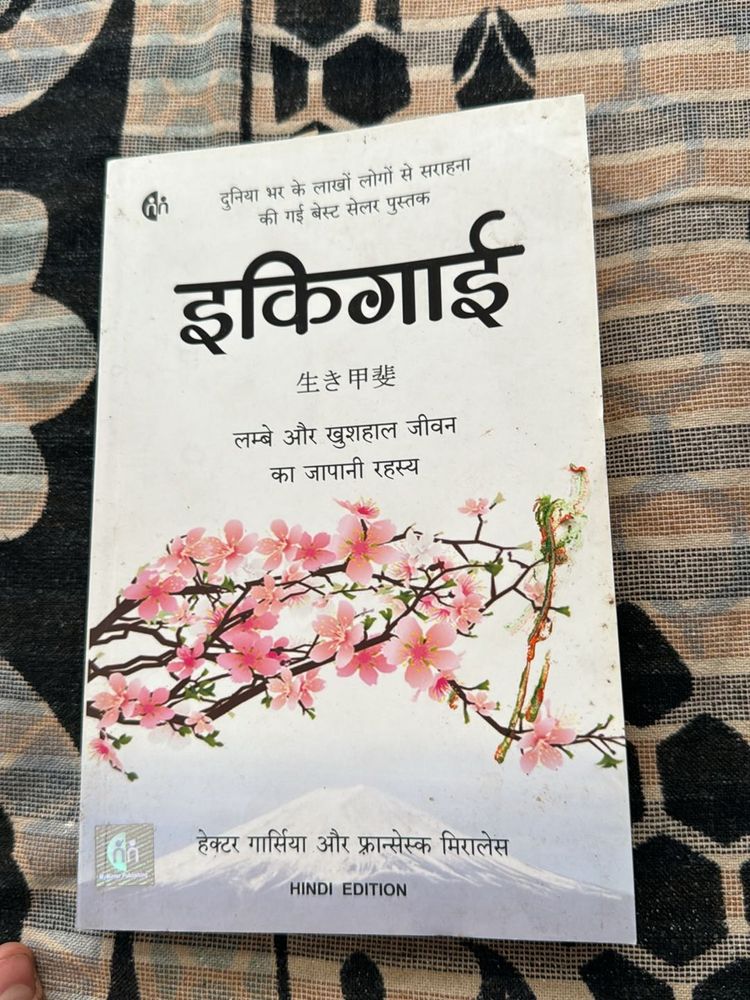 दुनिया भर के लाखों लोगों से सराहना
की गई बेस्ट सेलर पुस्तक
इकिगाई
生き甲斐
लम्बे और खुशहाल जीवन
का जापानी रहस्य
हेक्टर गार्सिया और फ्रान्सेस्क मिरालेस
HINDI EDITION